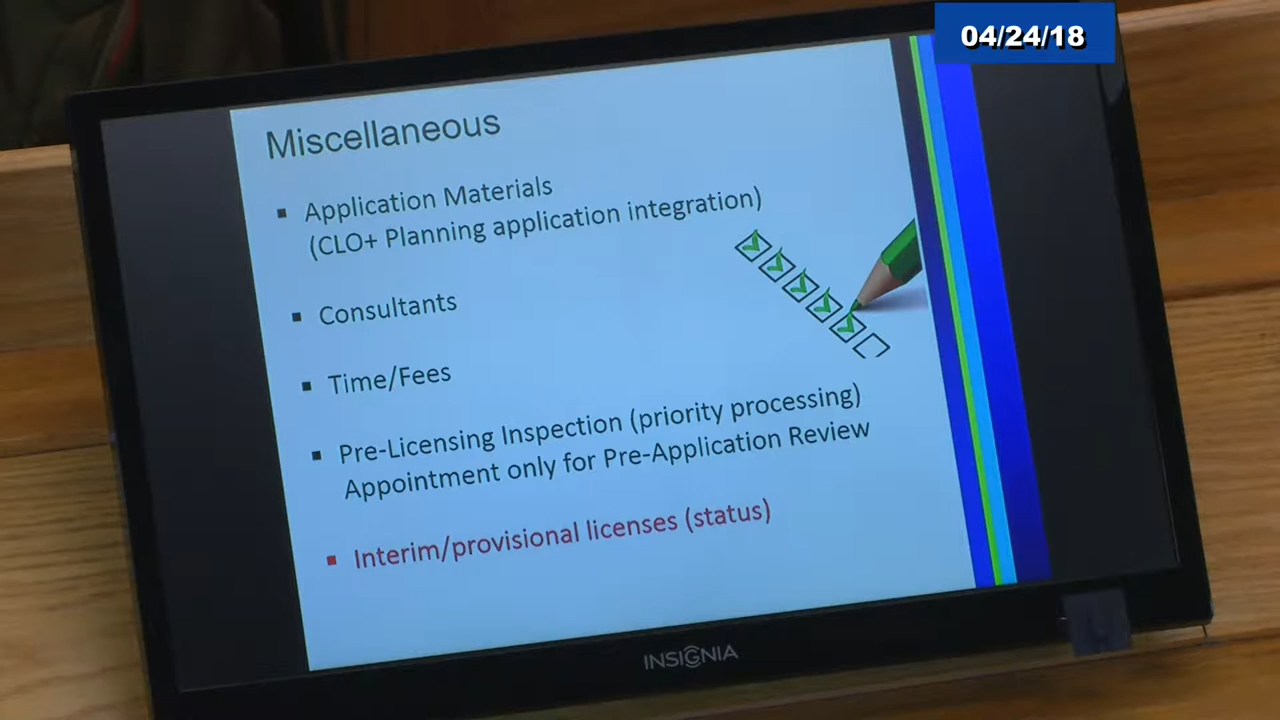 04/24/18
Miscellaneous
Application Materials
(CLO+ Planning application integration)
Consultants
Time/Fees
Pre-Licensing Inspection (priority processing)
Appointment only for Pre-Application Review
Interim/provisional licenses (status)
INSIGNIA